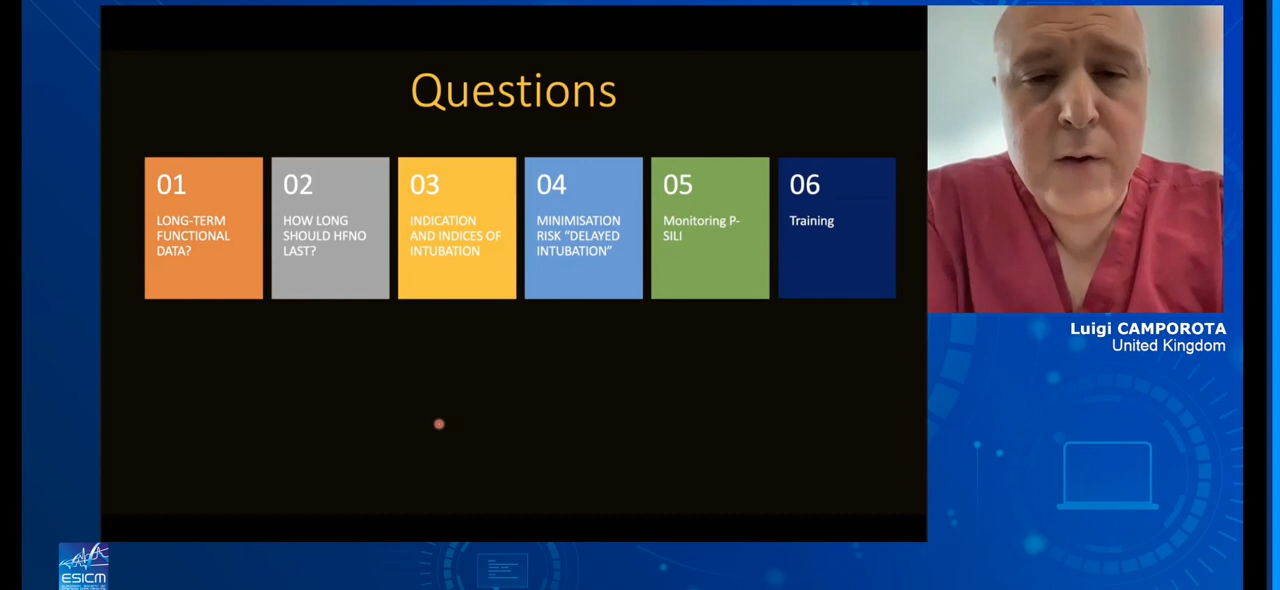 Questions
01
LONG-TERM
FUNCTIONAL
DATA?
02
HOW LONG
SHOULD HFNO
LAST?
03
INDICATION
AND INDICES OF
INTUBATION
04
MINIMISATION
RISK “DELAYED
INTUBATION”
05
Monitoring P-
SILI
06
Training
Luigi CAMPOROTA
United Kingdom
ESICM